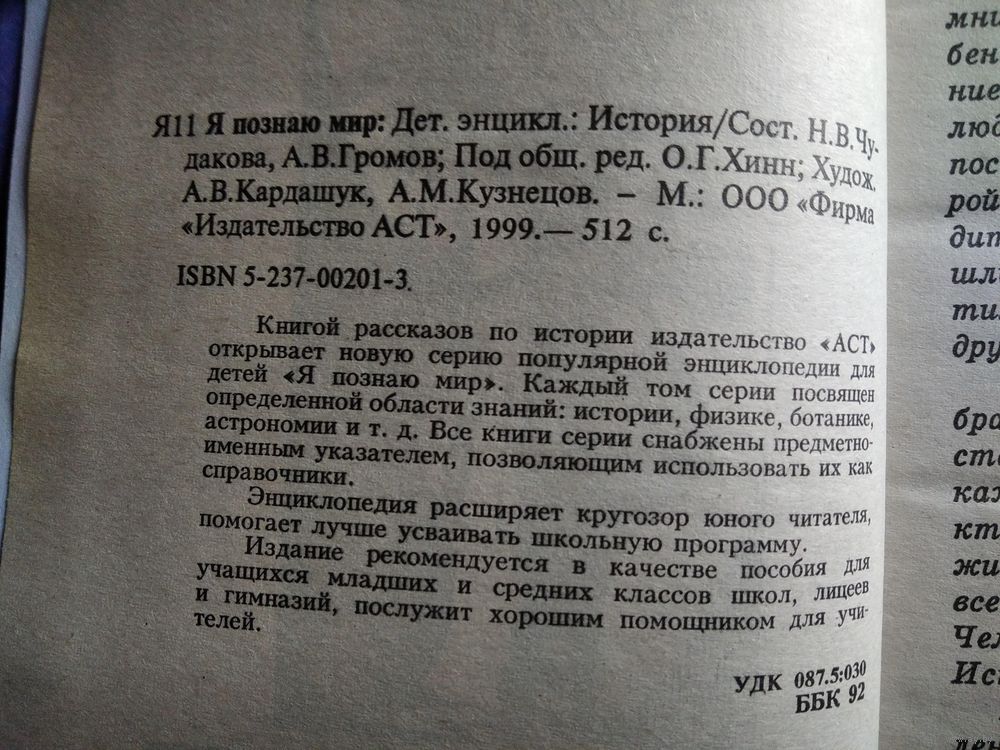 Я11 Я познаю мир: Дет. энцикл.: История/Сост. Н.В.Чу-
дакова, А.В.Громов; Под общ. ред. О.Г.Хинн; Худож.
А.В.Кардашук, А.М.Кузнецов. – М.: ООО «Фирма
«Издательство АСТ», 1999.— 512 с.
ISBN 5-237-00201-3.
Книгой рассказов по истории издательство «АСТ»
открывает новую серию популярной энциклопедии для
детей «Я познаю мир». Каждый том серии посвящен
определенной области знаний: истории, физике, ботанике,
астрономии и т. д. Все книги серии снабжены предметно-
именным указателем, позволяющим использовать их как
справочники.
Энциклопедия расширяет кругозор юного читателя,
помогает лучше усваивать школьную программу.
Издание рекомендуется в качестве пособия для
учащихся младших и средних классов школ, лицеев
и гимназий, послужит хорошим помощником для учи-
телей.
УДК 087.5:030
ББК 92